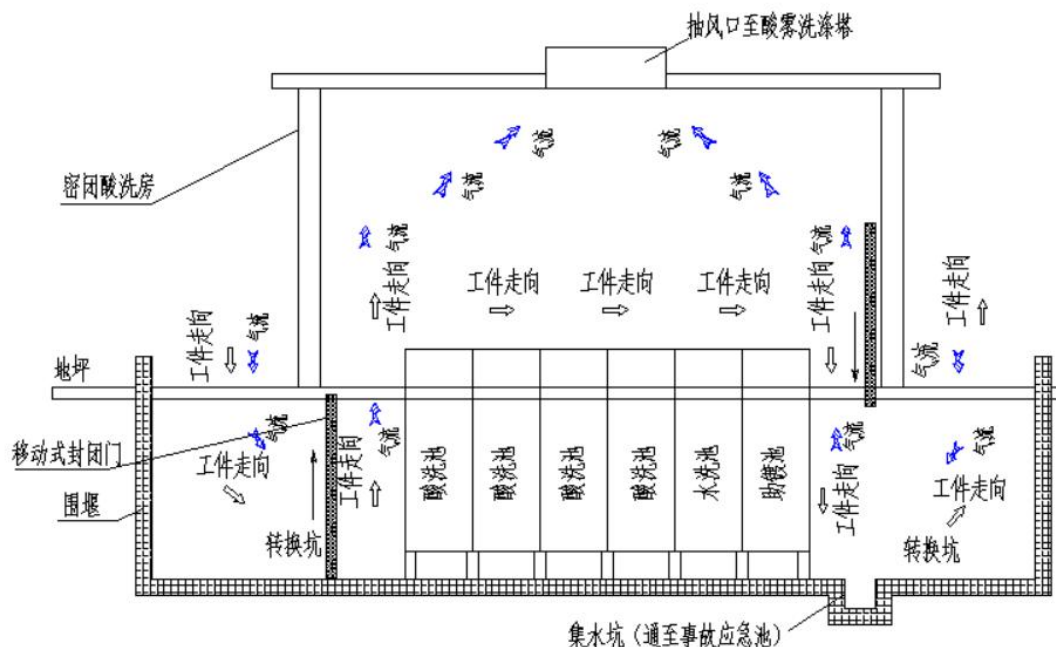 抽风口至酸雾洗涤塔
密闭酸洗房
气流
气流
气流
气流
气流
气流
工件走向
工件走向
工件走向
工件走向
工件走向
工件走向
气流
工件走向
气流
工件走向
地坪
移动式封闭门
围堰
气流
工件走向
转换坑
工件走向
气流
酸洗池
酸洗池
酸洗池
酸洗池
水洗池
助镀池
气流
工件走向
气流
工件走向
转换坑
集水坑（通至事故应急池）